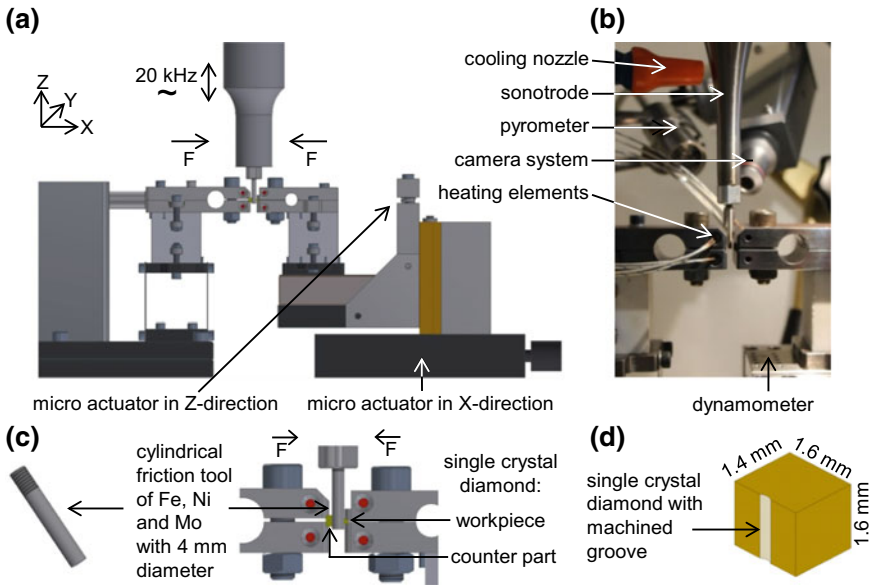 (a)
Z
Y
X
20 kHz
~
F
F
micro actuator in Z-direction
micro actuator in X-direction
(b)
cooling nozzle
sonotrode
pyrometer
camera system
heating elements
dynamometer
(c)
cylindrical
friction tool
of Fe, Ni
and Mo
with 4 mm
diameter
F
F
single crystal
diamond:
workpiece
counter part
(d)
single crystal
diamond with
machined
groove
1.4 mm
1.6 mm
1.6 mm